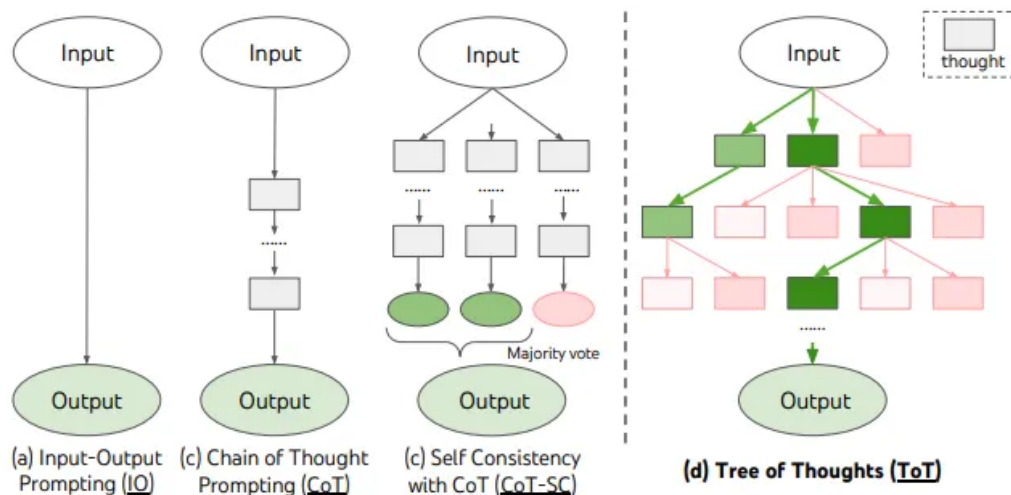 Input
Input
Input
Input
thought
......
...... ...... ......
Majority vote
......
Output
Output
Output
Output
(a) Input-Output
Prompting (IO)
(c) Chain of Thought
Prompting (CoT)
(c) Self Consistency
with CoT (CoT-SC)
(d) Tree of Thoughts (ToT)